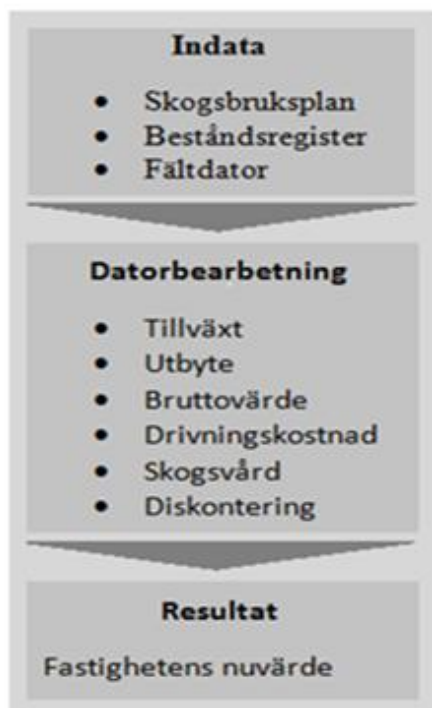 Indata
• Skogsbruksplan
• Beståndsregister
• Fältdator
Datorbearbetning
• Tillväxt
• Utbyte
• Bruttovärde
• Drivningskostnad
• Skogsvård
• Diskontering
Resultat
Fastighetens nuvärde